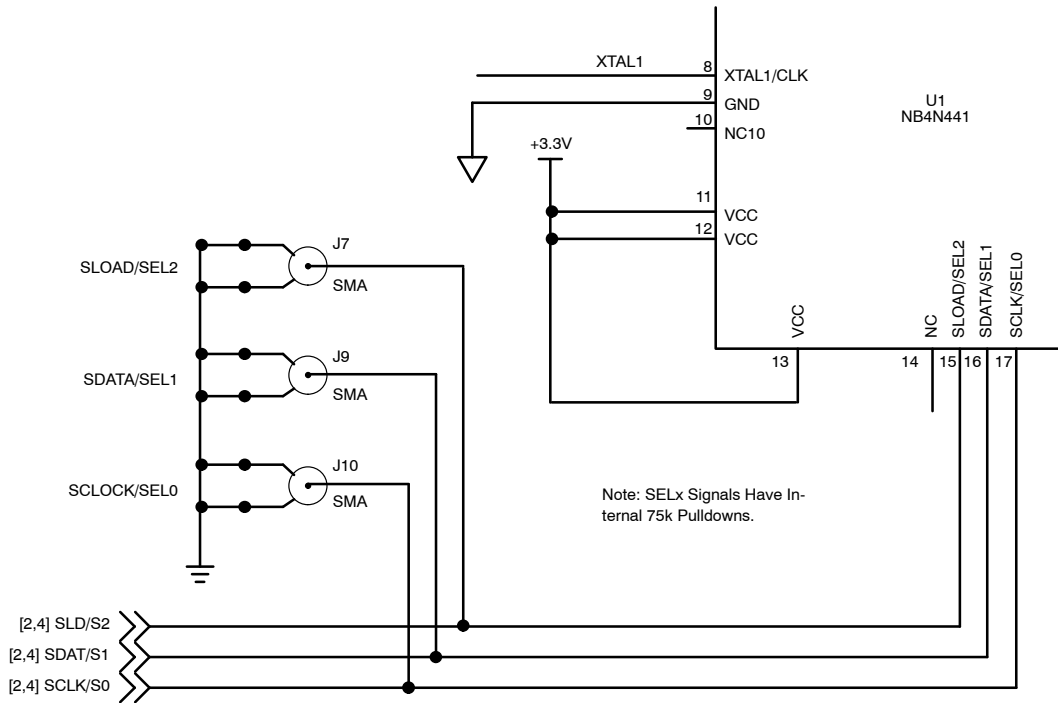 XTAL1
8
XTAL1/CLK
9
GND
10
NC10
U1
NB4N441
+3.3V
11
VCC
12
VCC
J7
SLOAD/SEL2
SMA
J9
SDATA/SEL1
SMA
J10
SCLOCK/SEL0
SMA
VCC
NC
SLOAD/SEL2
SDATA/SEL1
SCLK/SEL0
13
14
15
16
17
Note: SELx Signals Have In-
ternal 75k Pulldowns.
[2,4] SLD/S2
[2,4] SDAT/S1
[2,4] SCLK/S0